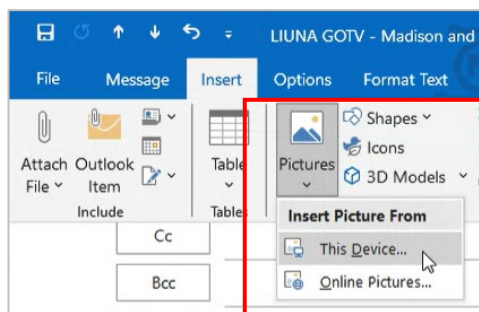 LIUNA GOTV - Madison and
File Message Insert Options Format Text
Attach File
Outlook Item
Include
Table
Tables
Pictures
Shapes
Icons
3D Models
Insert Picture From
This Device...
Online Pictures...
Cc
Bcc